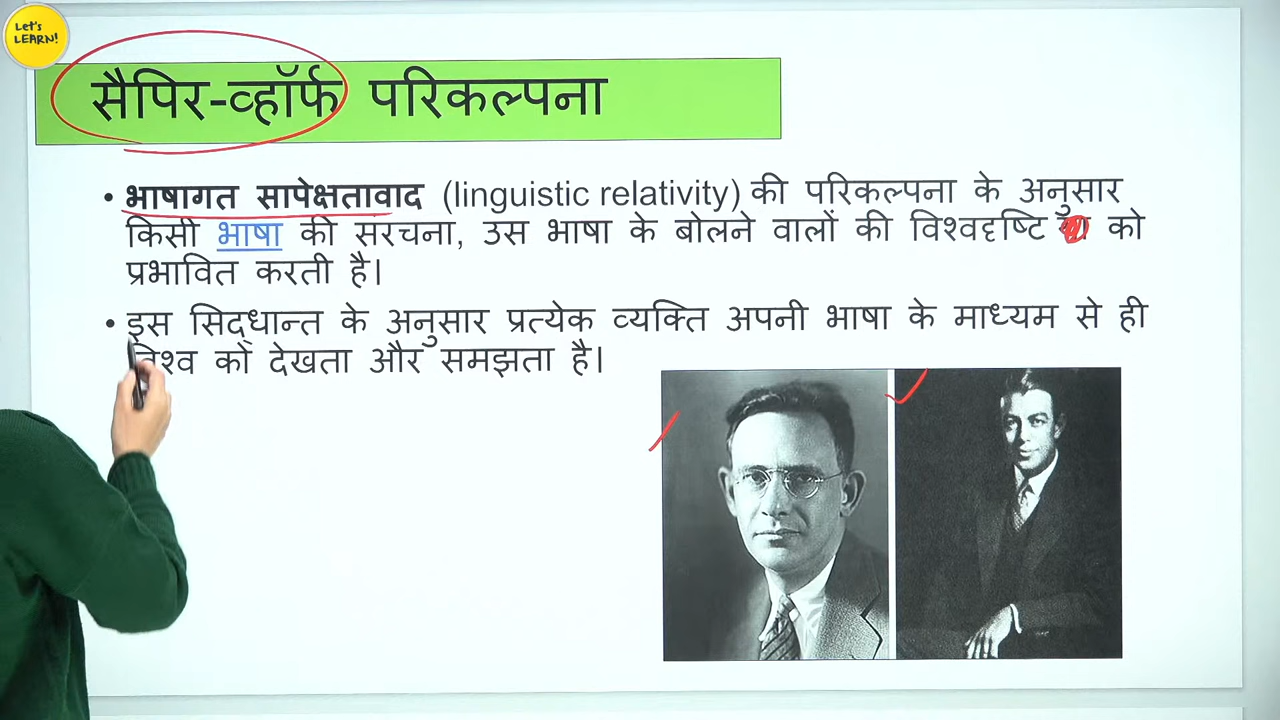 Let's
LEARN!
सैपिर-व्हॉर्फ परिकल्पना
• भाषागत सापेक्षतावाद (linguistic relativity) की परिकल्पना के अनुसार
किसी भाषा की संरचना, उस भाषा के बोलने वालों की विश्वदृष्टि को
प्रभावित करती है।
• इस सिद्धान्त के अनुसार प्रत्येक व्यक्ति अपनी भाषा के माध्यम से ही
विश्व को देखता और समझता है।